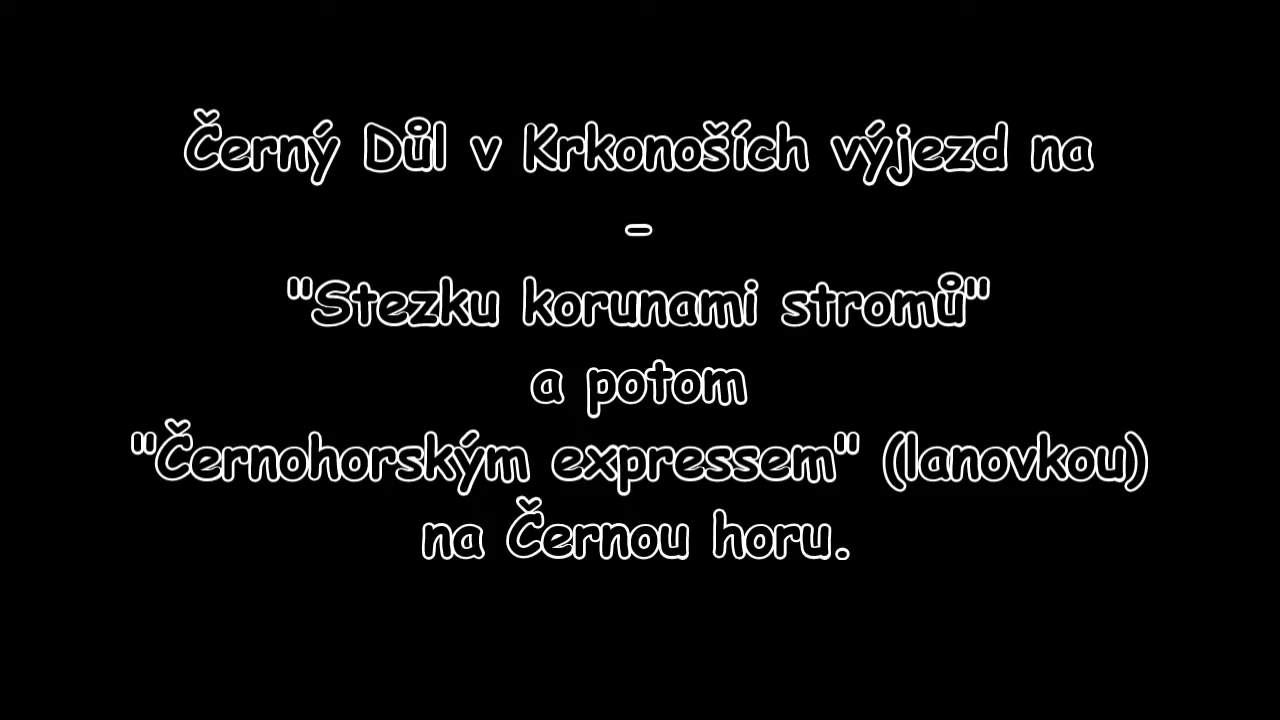 Černý Důl v Krkonoších výjezd na
-
"Stezku korunami stromů"
a potom
"Černohorským expressem" (lanovkou)
na Černou horu.